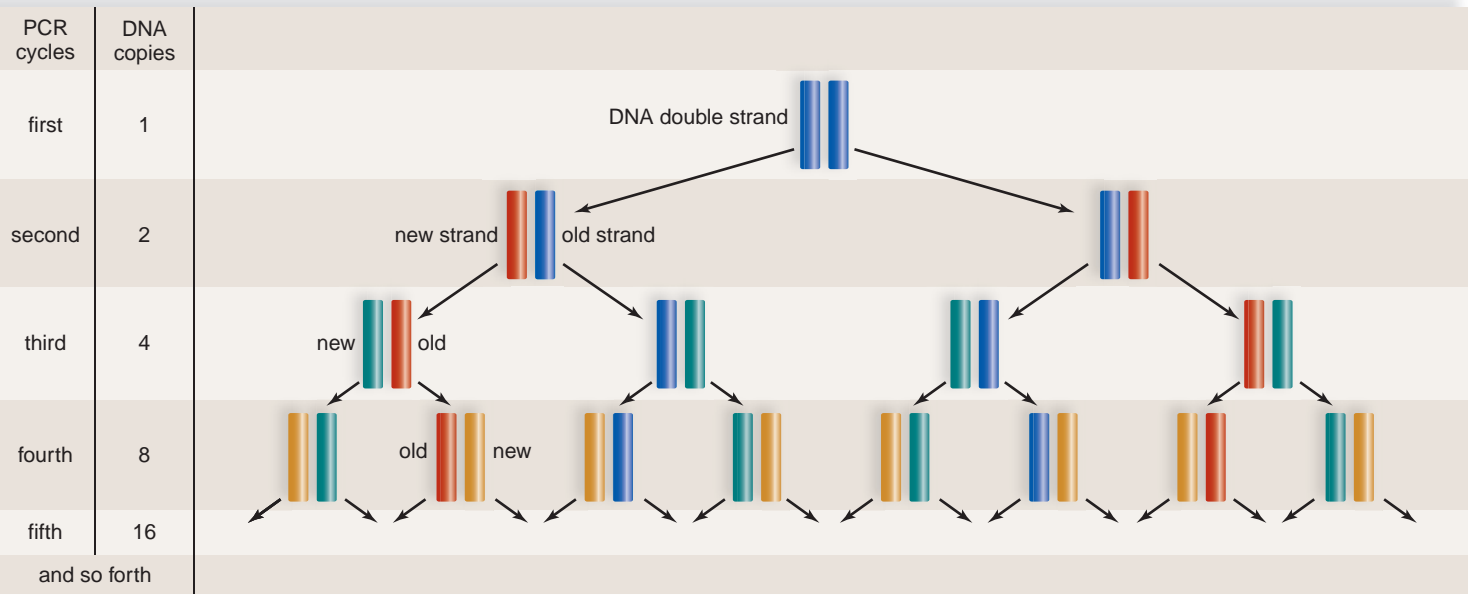 PCR
cycles
DNA
copies
first
1
DNA double strand
second
2
new strand
old strand
third
4
new
old
fourth
8
old
new
fifth
16
and so forth